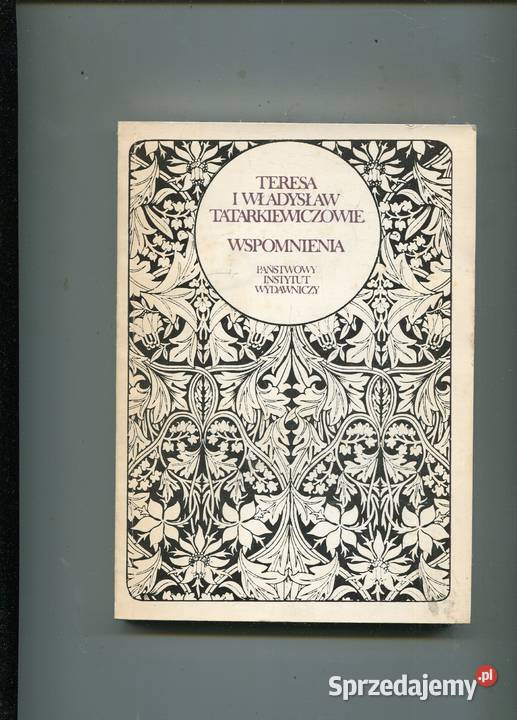 TERESA
I WŁADYSŁAW
TATARKIEWICZOWIE
WSPOMNIENIA
PAŃSTWOWY
INSTYTUT
WYDAWNICZY
Sprzedajemy.pl